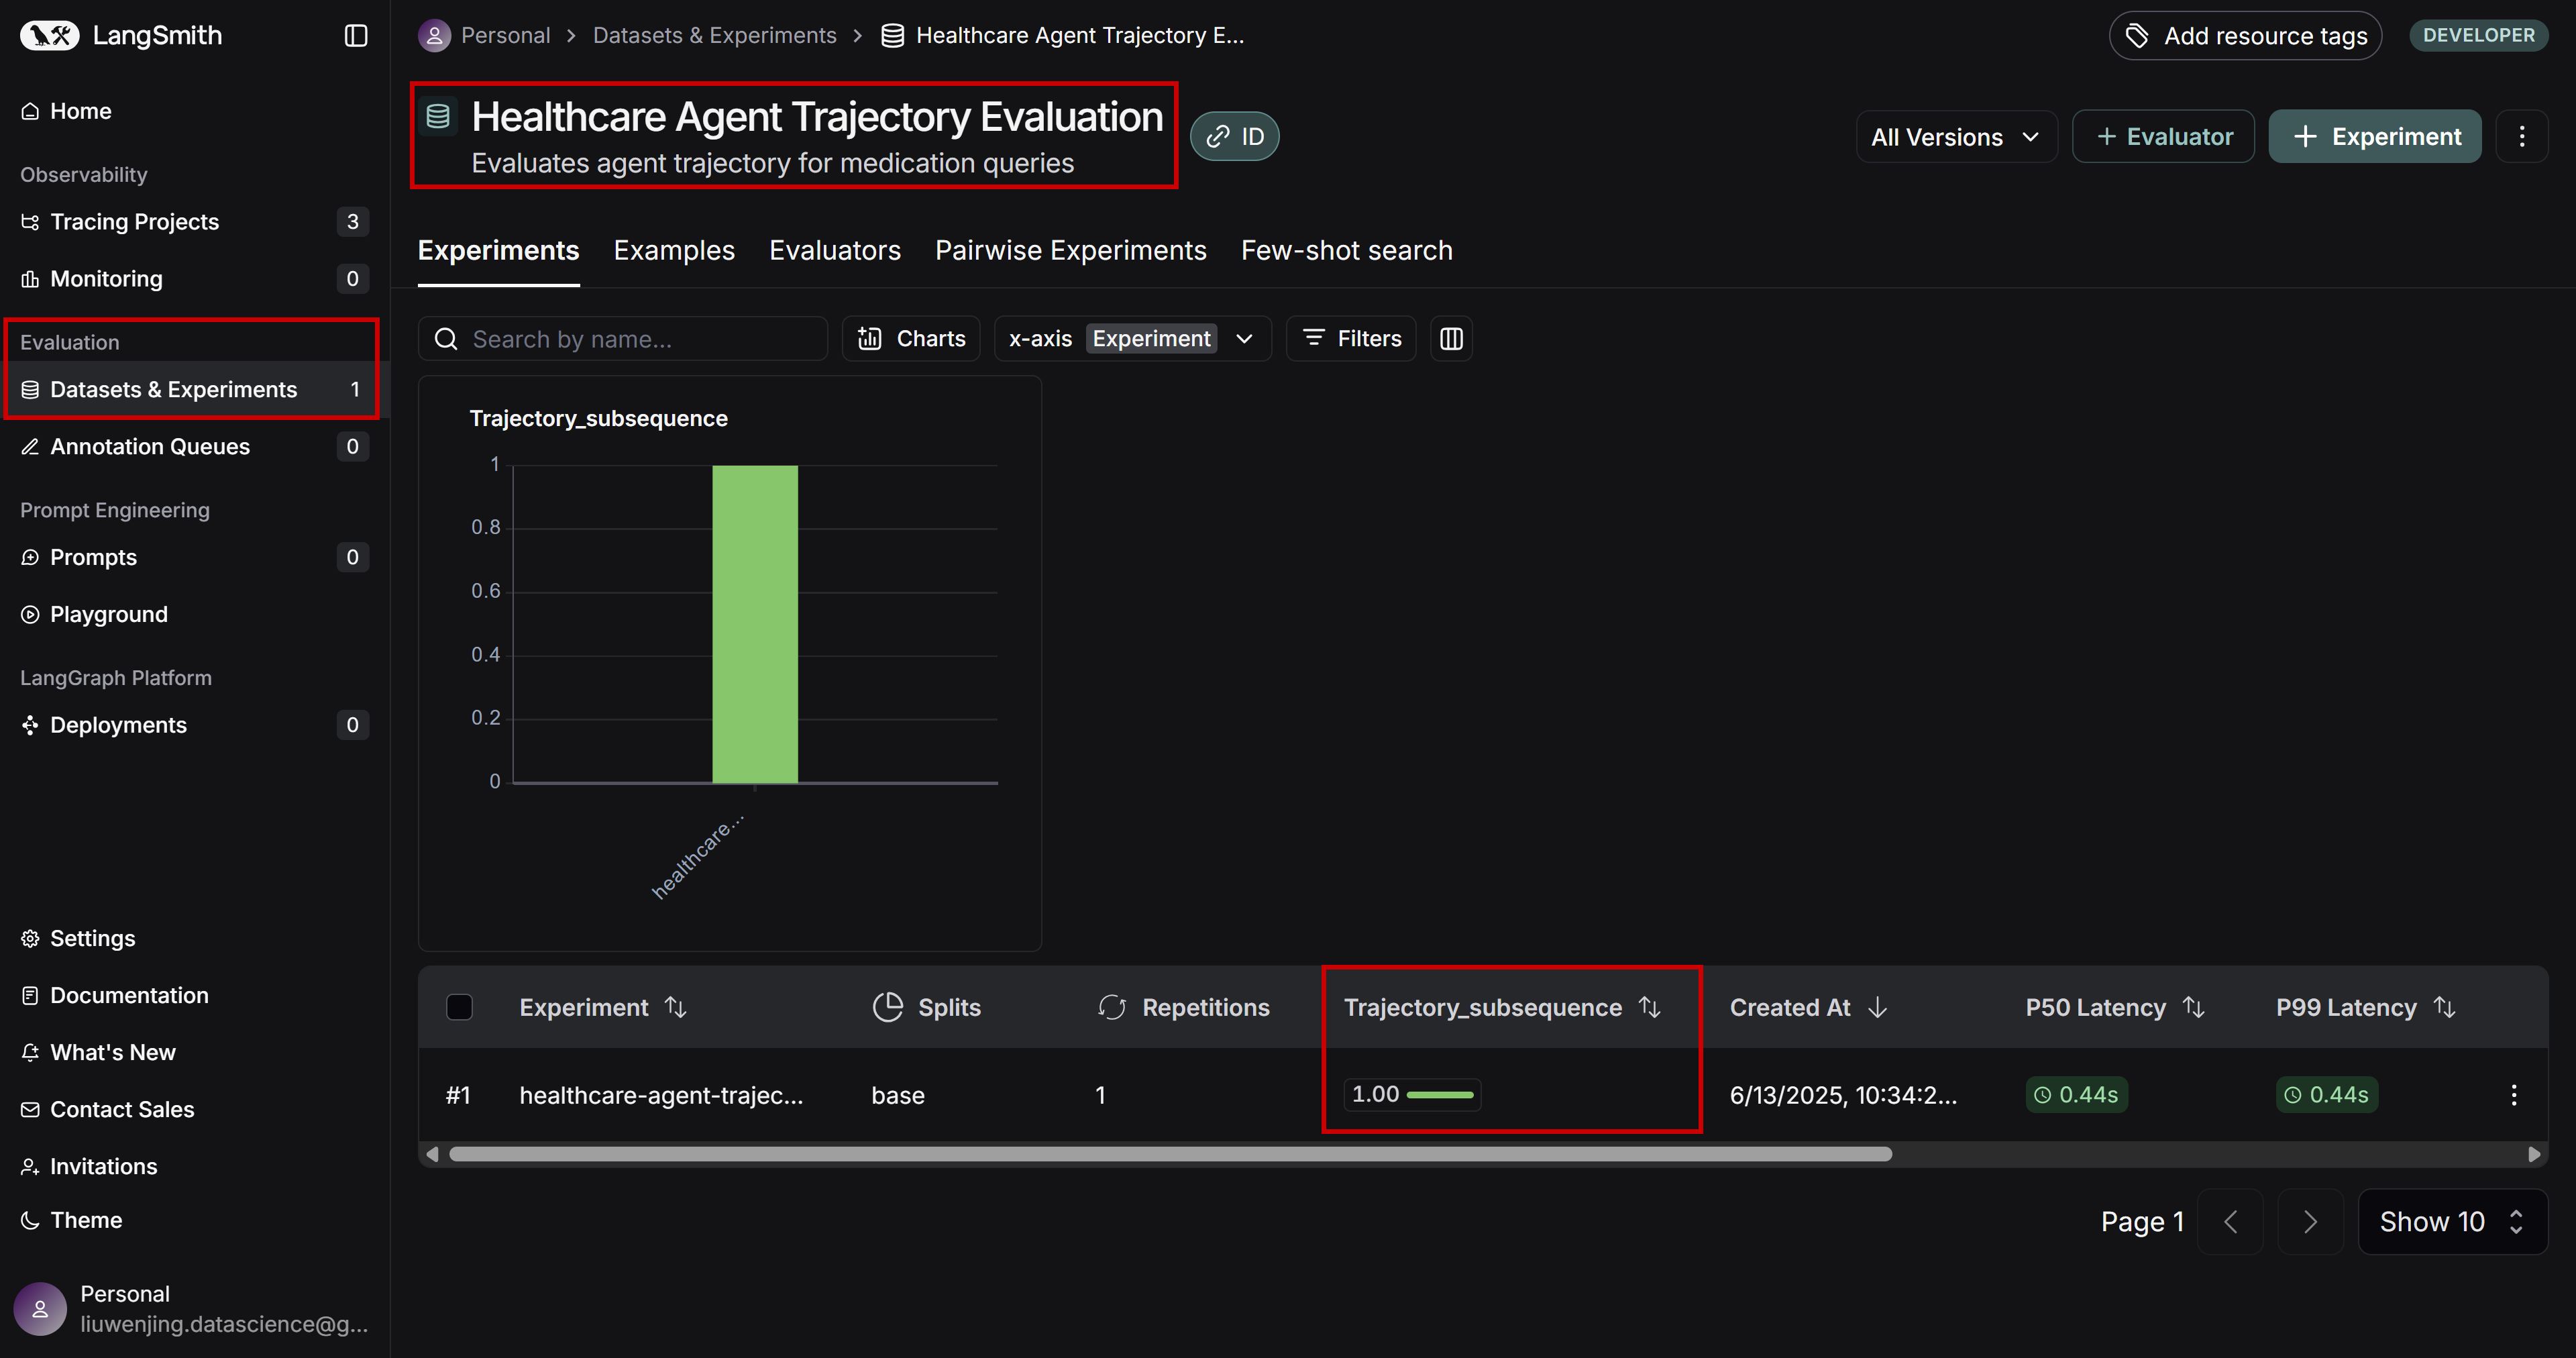 LangSmith
Home
Observability
Tracing Projects 3
Monitoring 0
Evaluation
Datasets & Experiments 1
Annotation Queues 0
Prompt Engineering
Prompts 0
Playground
LangGraph Platform
Deployments 0
Settings
Documentation
What's New
Contact Sales
Invitations
Theme
Personal
liuwenjing.datascience@g...
Personal > Datasets & Experiments > Healthcare Agent Trajectory E...
Add resource tags
DEVELOPER
Healthcare Agent Trajectory Evaluation
Evaluates agent trajectory for medication queries
ID
All Versions
+ Evaluator
+ Experiment
Experiments Examples Evaluators Pairwise Experiments Few-shot search
Search by name...
Charts
x-axis Experiment
Filters
Trajectory_subsequence
1
0.8
0.6
0.4
0.2
0
healthcare...
Experiment Splits Repetitions Trajectory_subsequence Created At P50 Latency P99 Latency
#1 healthcare-agent-trajec... base 1 1.00 6/13/2025, 10:34:2... 0.44s 0.44s
Page 1
Show 10